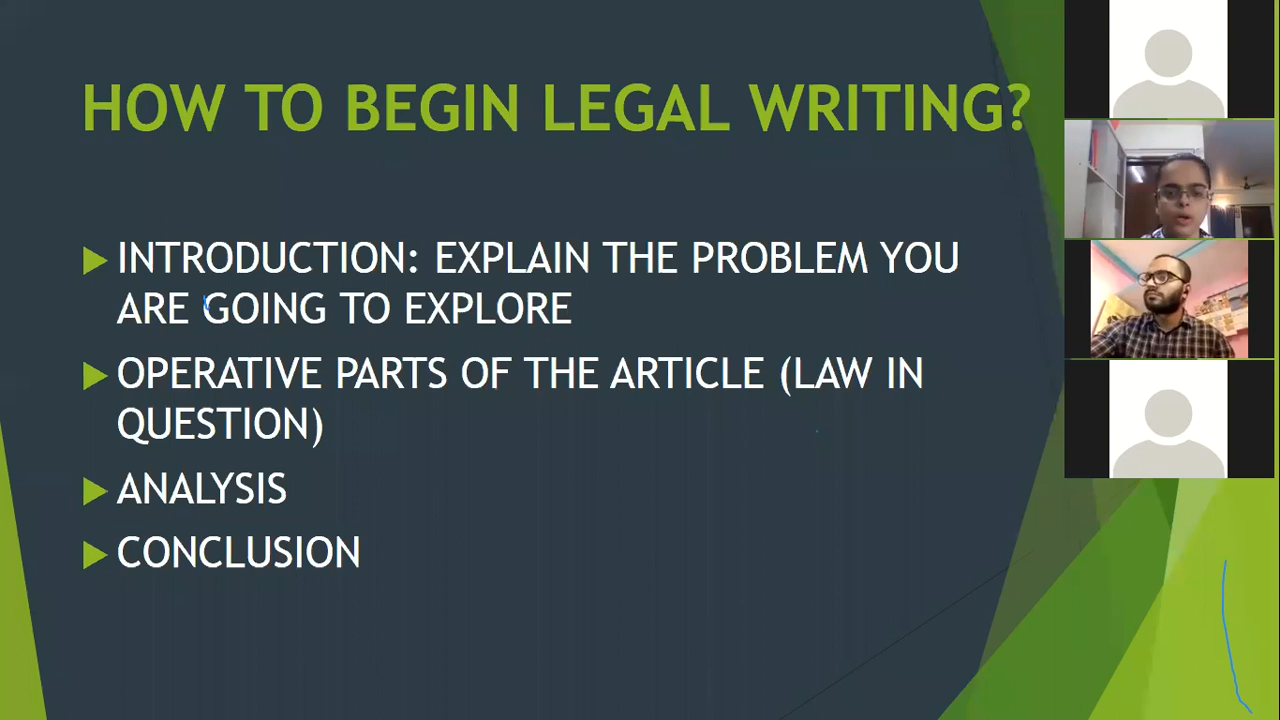 HOW TO BEGIN LEGAL WRITING?
INTRODUCTION: EXPLAIN THE PROBLEM YOU
ARE GOING TO EXPLORE
OPERATIVE PARTS OF THE ARTICLE (LAW IN
QUESTION)
ANALYSIS
CONCLUSION